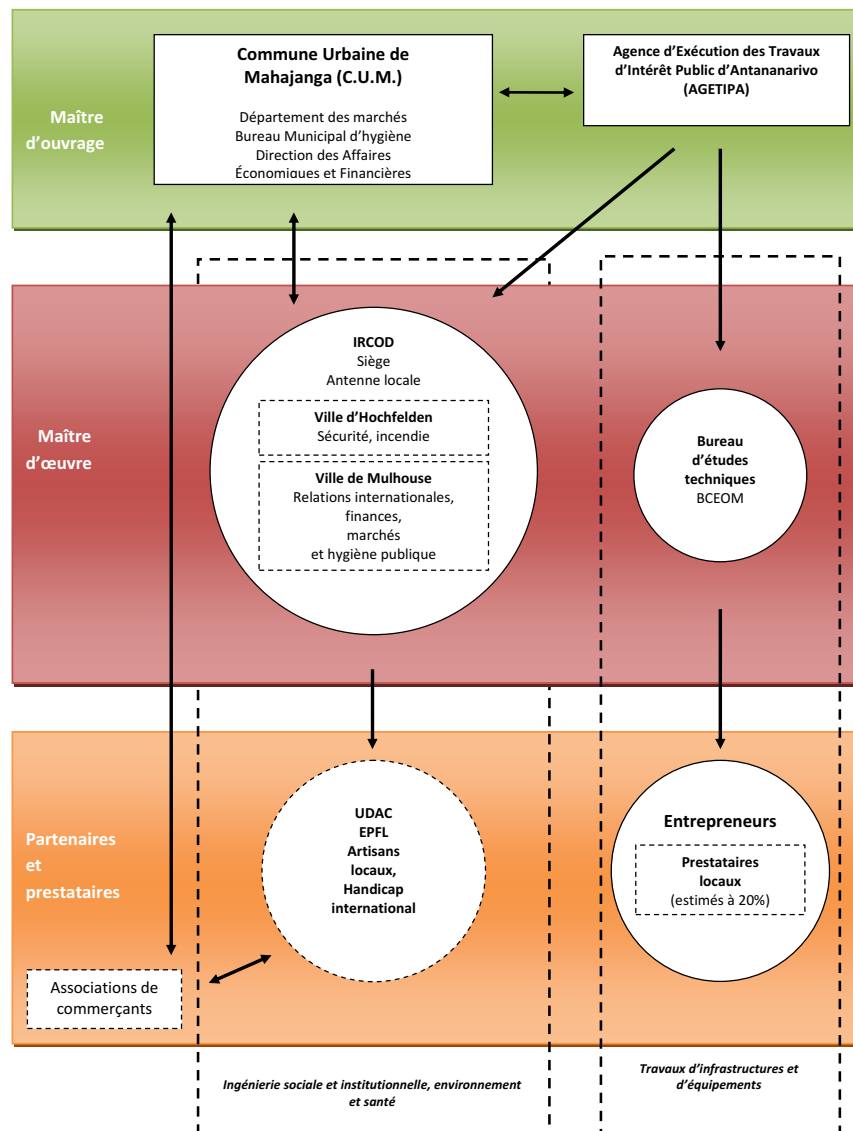 Commune Urbaine de
Mahajanga (C.U.M.)
Département des marchés
Bureau Municipal d’hygiène
Direction des Affaires
Économiques et Financières
Agence d’Exécution des Travaux
d’Intérêt Public d’Antananarivo
(AGETIPA)
Maître
d’ouvrage
IRCOD
Siège
Antenne locale
Ville d’Hochfelden
Sécurité, incendie
Ville de Mulhouse
Relations internationales,
finances,
marchés
et hygiène publique
Maître
d’œuvre
Bureau
d’études
techniques
BCEOM
UDAC
EPFL
Artisans
locaux,
Handicap
international
Entrepreneurs
Prestataires
locaux
(estimés à 20%)
Partenaires
et
prestataires
Associations de
commerçants
Ingénierie sociale et institutionnelle, environnement
et santé
Travaux d’infrastructures et
d’équipements